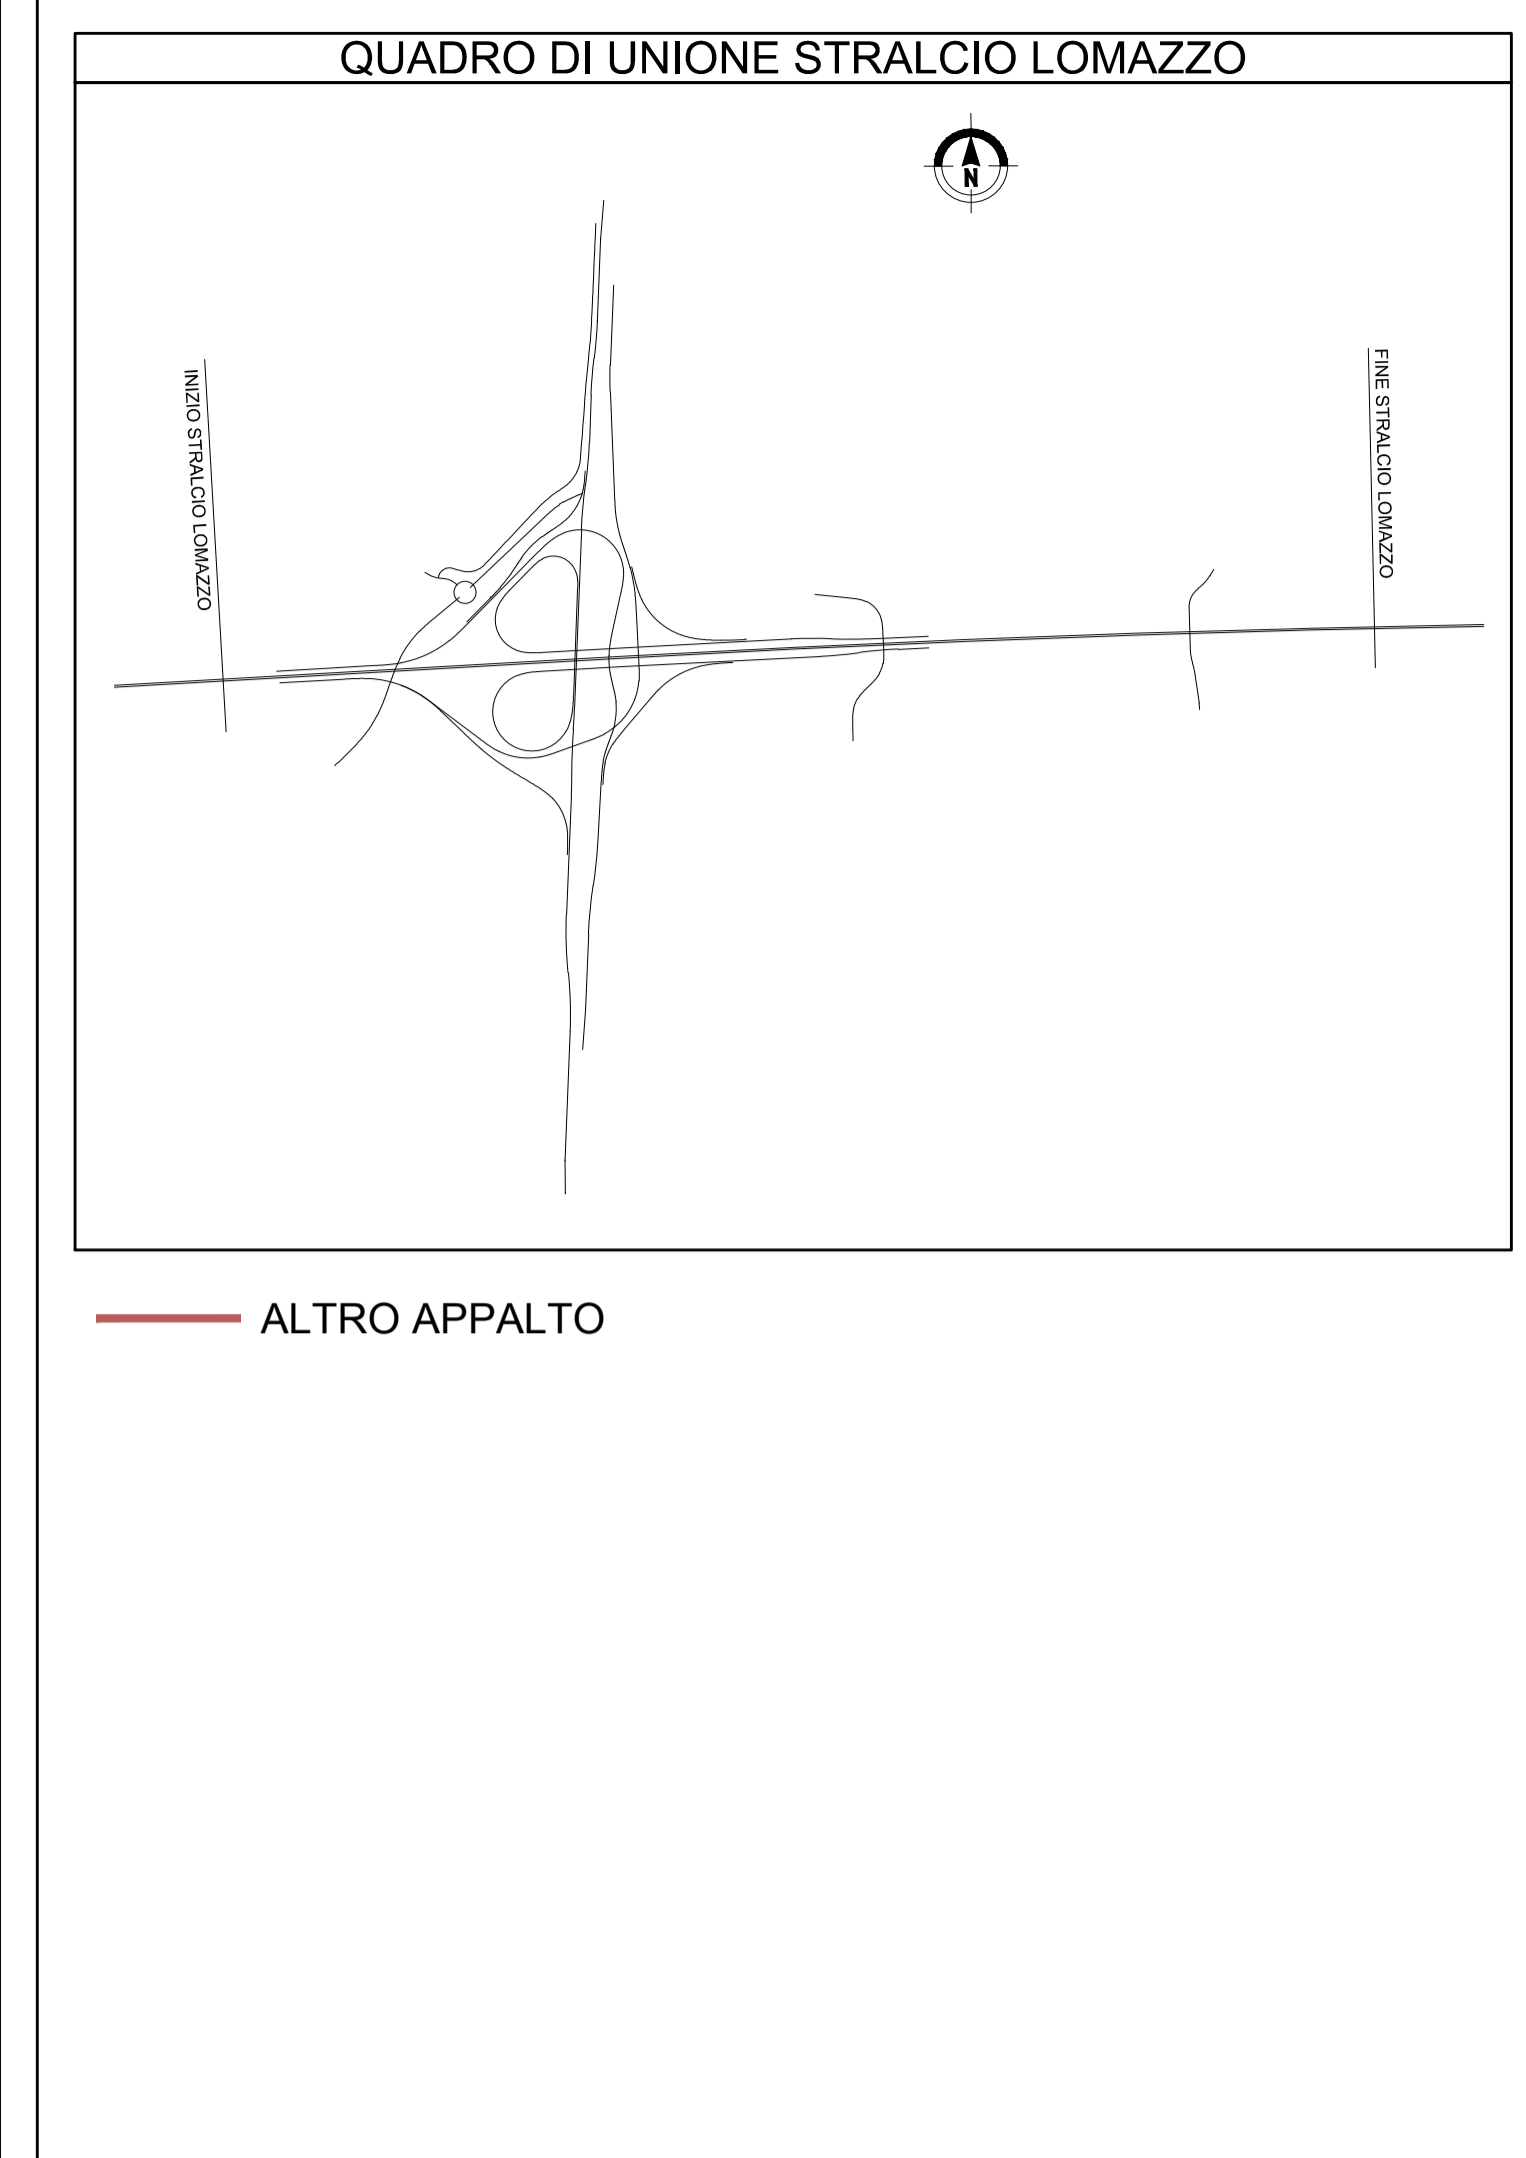 QUADRO DI UNIONE STRALCIO LOMAZZO
N
INIZIO STRALCIO LOMAZZO
FINE STRALCIO LOMAZZO
ALTRO APPALTO